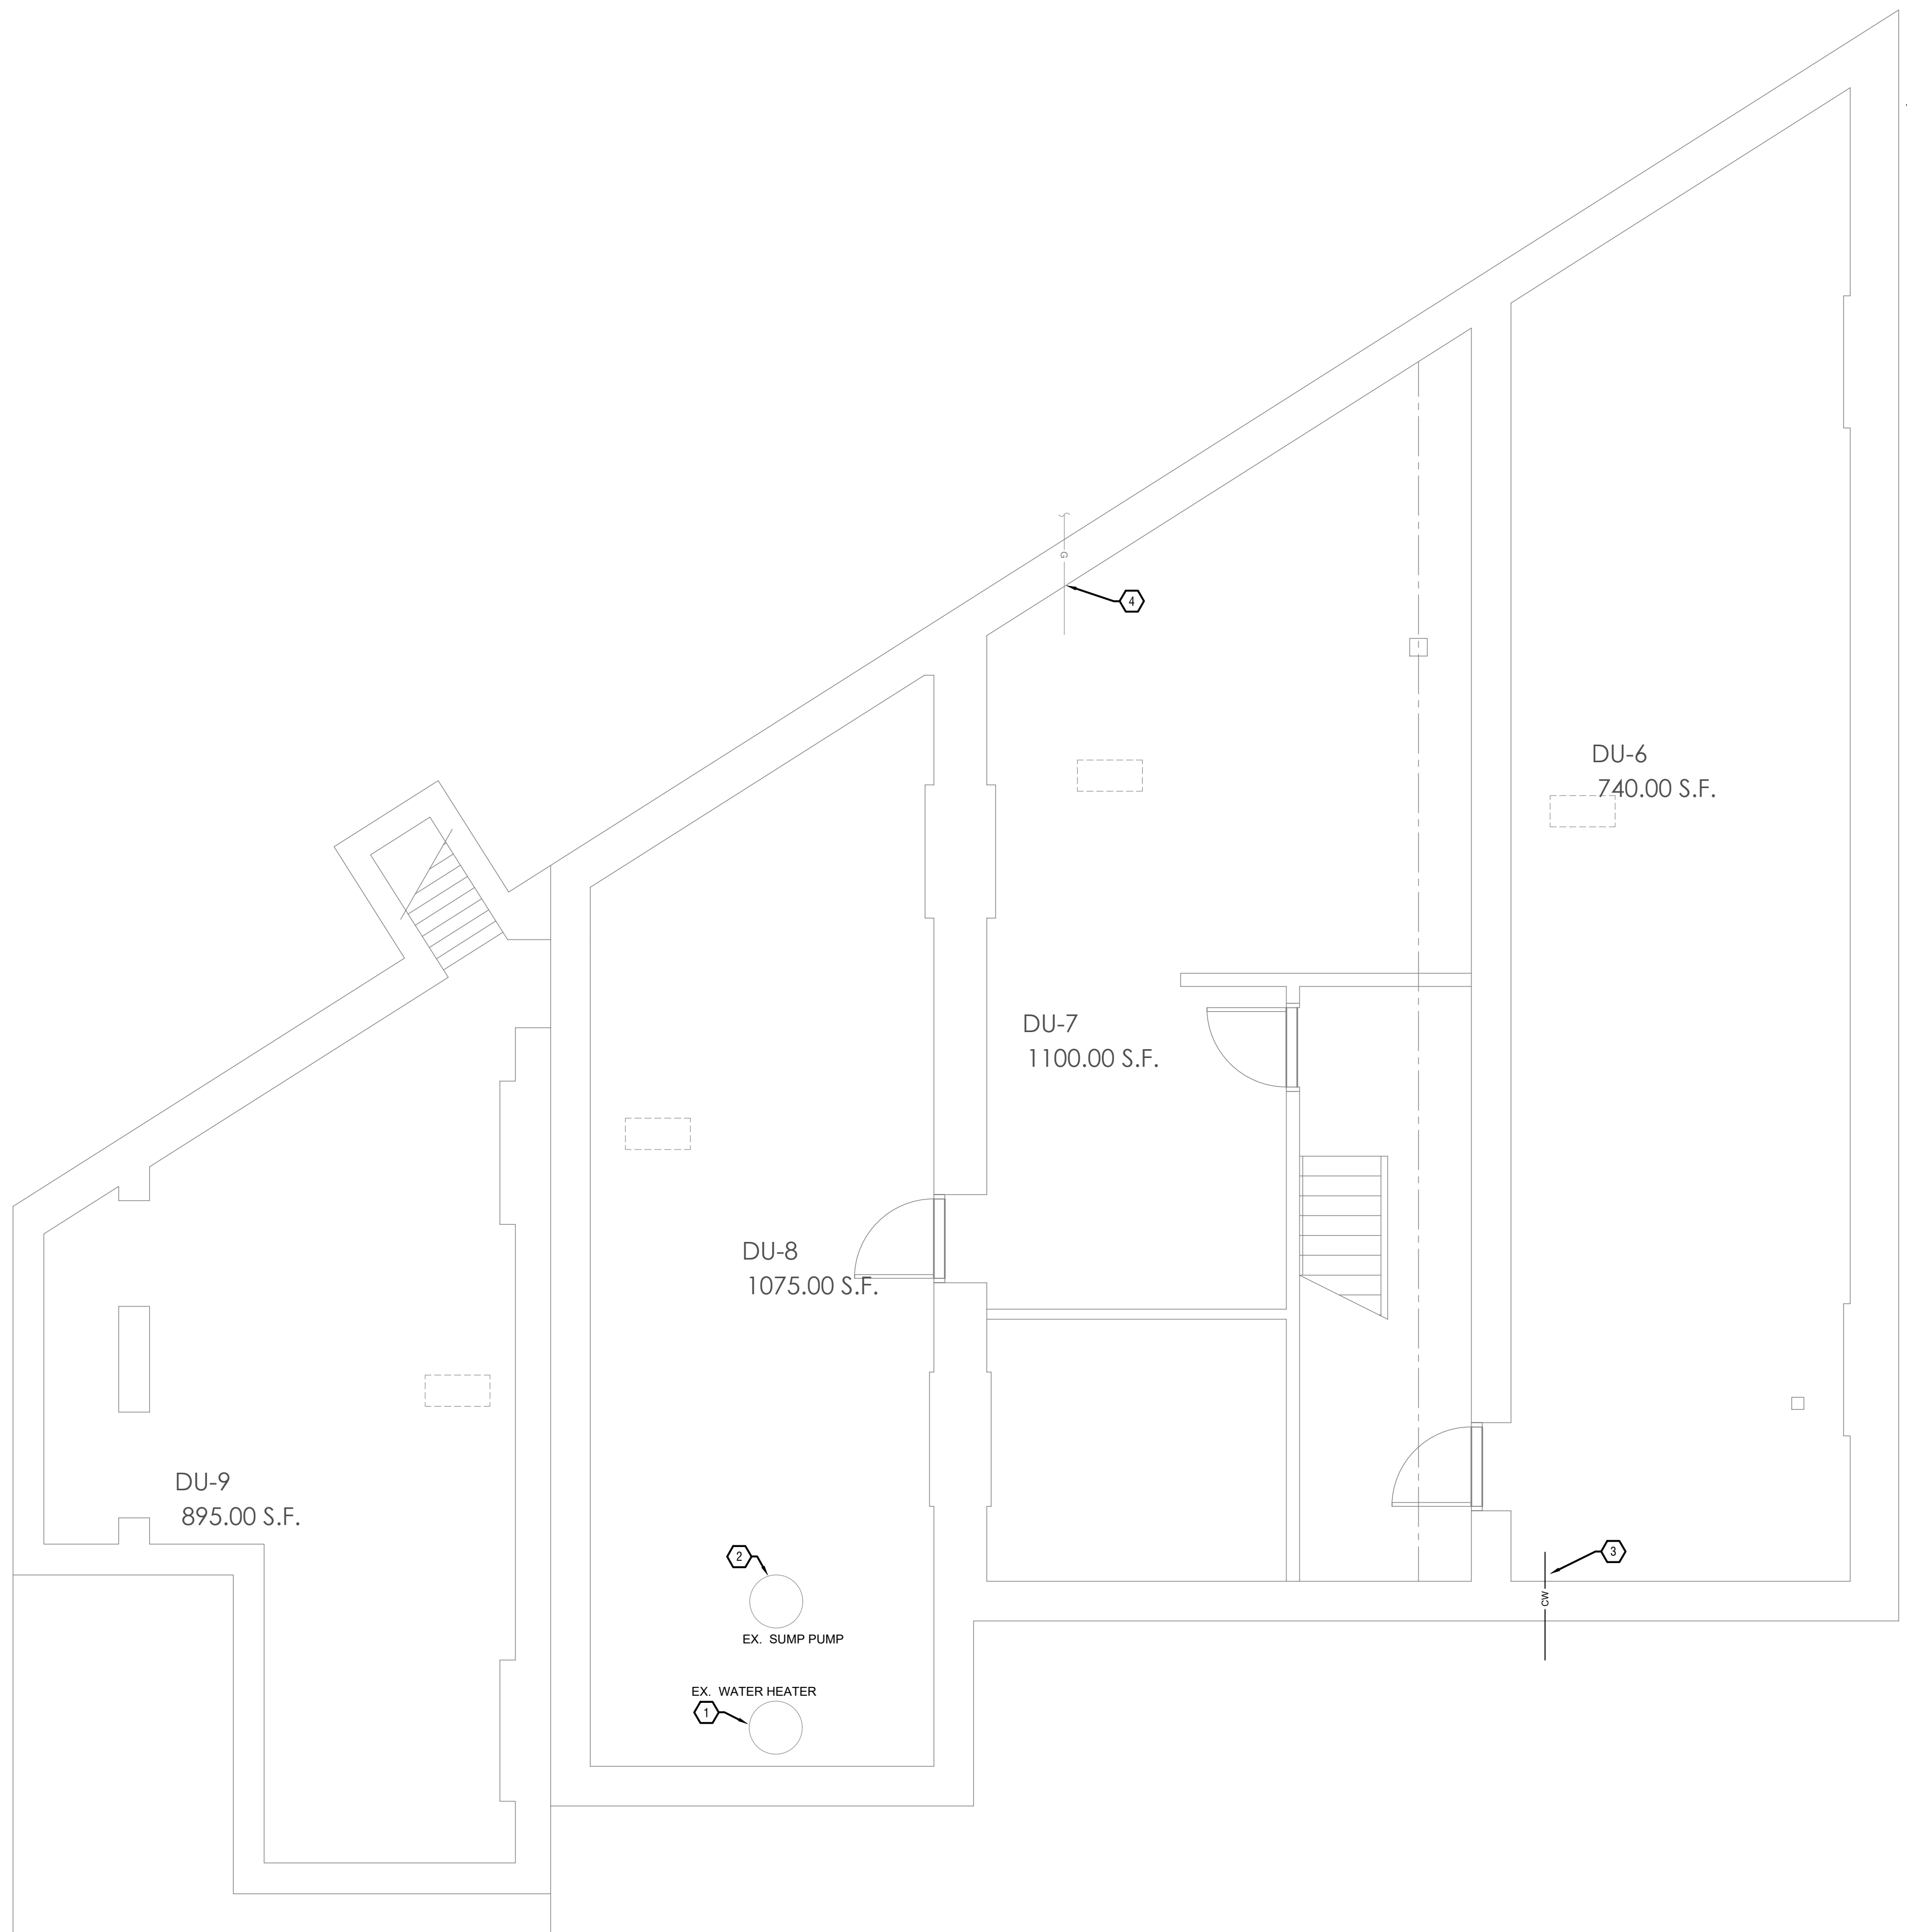 G
4
DU-6
740.00 S.F.
DU-7
1100.00 S.F.
DU-8
1075.00 S.F.
DU-9
895.00 S.F.
2
3
CW
EX. SUMP PUMP
EX. WATER HEATER
1